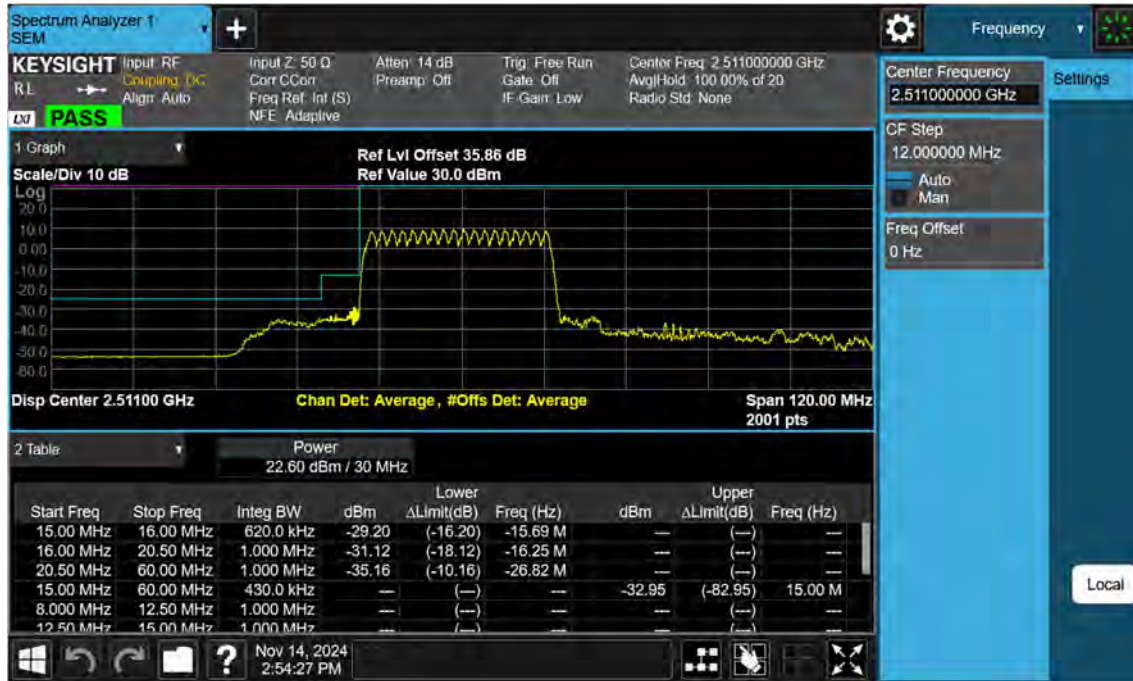 Spectrum Analyzer 1
SEM
+
Frequency
KEYSIGHT
RL
LXI PASS
Input: RF
Coupling: DC
Align: Auto
Input Z: 50 Ω
Corr CCorr
Freq Ref: Int (S)
NFE: Adaptive
Atten: 14 dB
Preamp: Off
Trig: Free Run
Gate: Off
IF Gain: Low
Center Freq: 2.511000000 GHz
Avg|Hold: 100.00% of 20
Radio Std: None
Center Frequency
2.511000000 GHz
Settings
CF Step
12.000000 MHz
Auto
Man
Freq Offset
0 Hz
1 Graph
Scale/Div 10 dB
Ref Lvl Offset 35.86 dB
Ref Value 30.0 dBm
Log
20.0
10.0
0.00
-10.0
-20.0
-30.0
-40.0
-50.0
-60.0
Disp Center 2.51100 GHz
Chan Det: Average, #Offs Det: Average
Span 120.00 MHz
2001 pts
2 Table
Power
22.60 dBm / 30 MHz
Lower Upper
Start Freq Stop Freq Integ BW dBm ΔLimit(dB) Freq (Hz) dBm ΔLimit(dB) Freq (Hz)
15.00 MHz 16.00 MHz 620.0 kHz -29.20 (-16.20) -15.69 M --- (---) ---
16.00 MHz 20.50 MHz 1.000 MHz -31.12 (-18.12) -16.25 M --- (---) ---
20.50 MHz 60.00 MHz 1.000 MHz -35.16 (-10.16) -26.82 M --- (---) ---
15.00 MHz 60.00 MHz 430.0 kHz --- (---) --- -32.95 (-82.95) 15.00 M
8.000 MHz 12.50 MHz 1.000 MHz --- (---) --- --- (---) ---
12.50 MHz 15.00 MHz 1.000 MHz --- (---) --- --- (---) ---
Local
?
Nov 14, 2024
2:54:27 PM